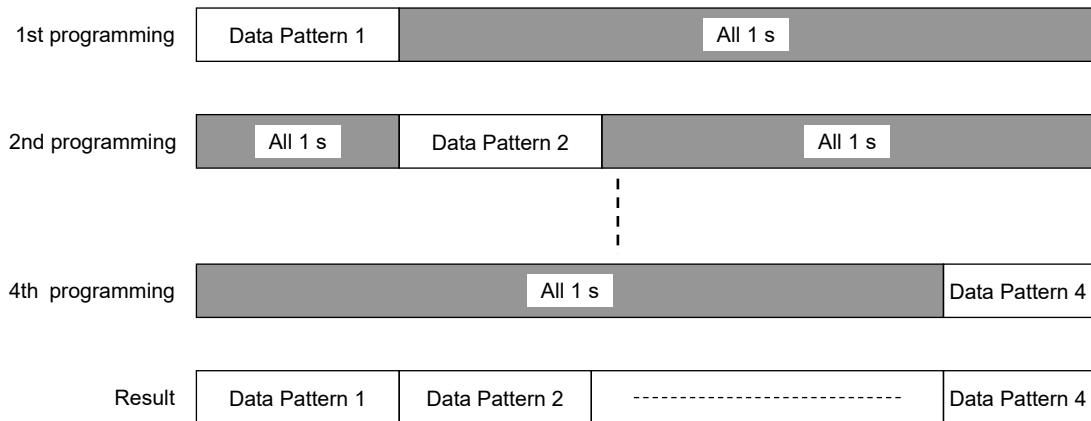 1st programming Data Pattern 1 All 1 s
2nd programming All 1 s Data Pattern 2 All 1 s
4th programming All 1 s Data Pattern 4
Result Data Pattern 1 Data Pattern 2 Data Pattern 4